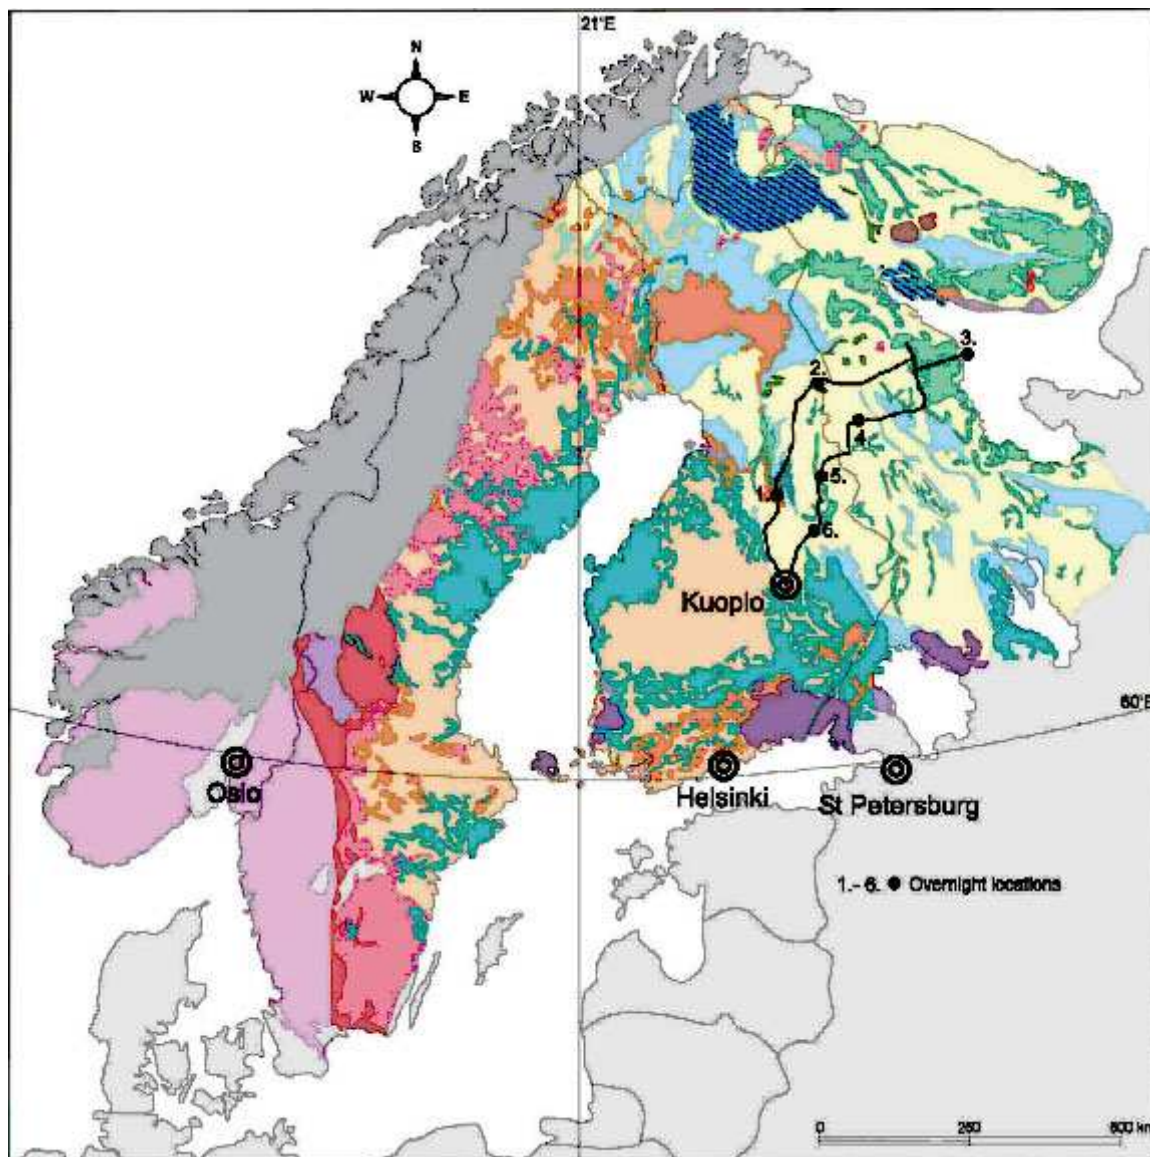 21°E
N
W E
S
3.
2.
4.
1.
5.
6.
Kuopio
60°E
Oslo
Helsinki
St Petersburg
1.- 6. ● Overnight locations
0 250 500 km